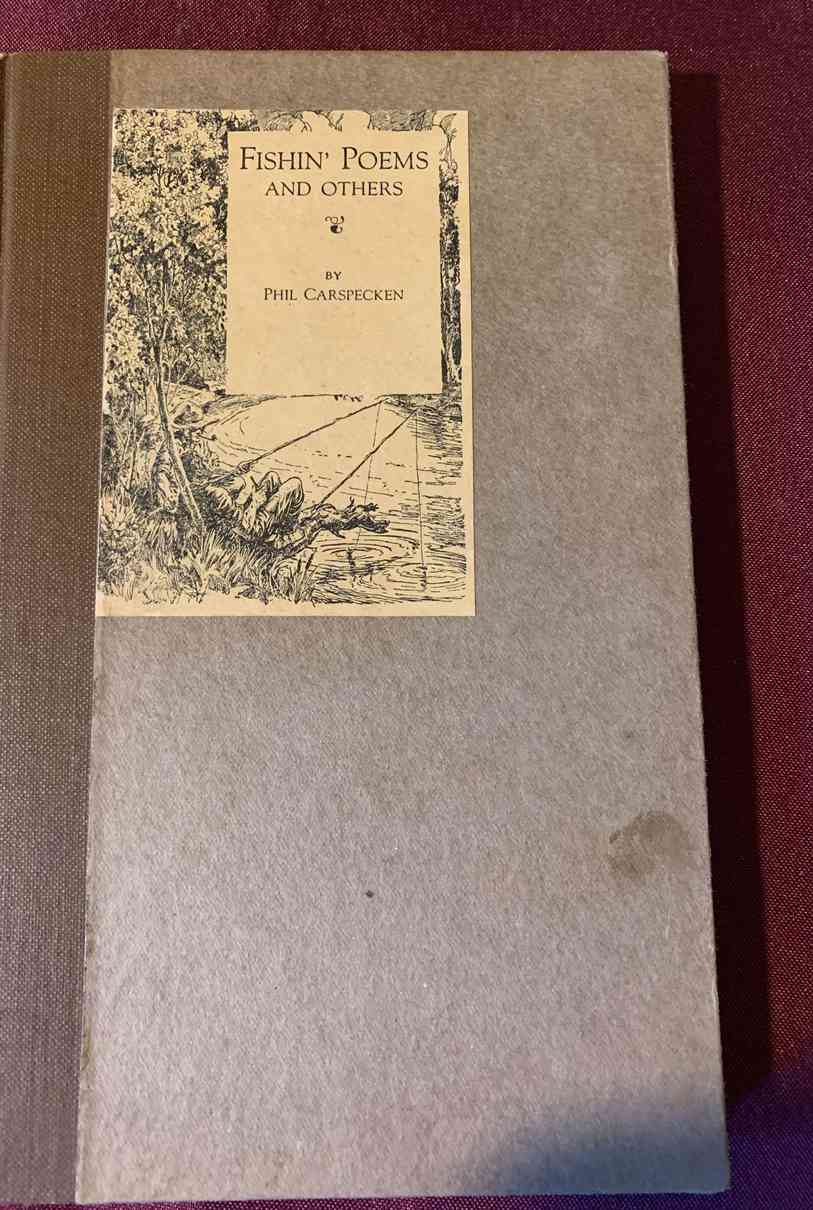 FISHIN' POEMS
AND OTHERS
BY
PHIL CARSPECKEN